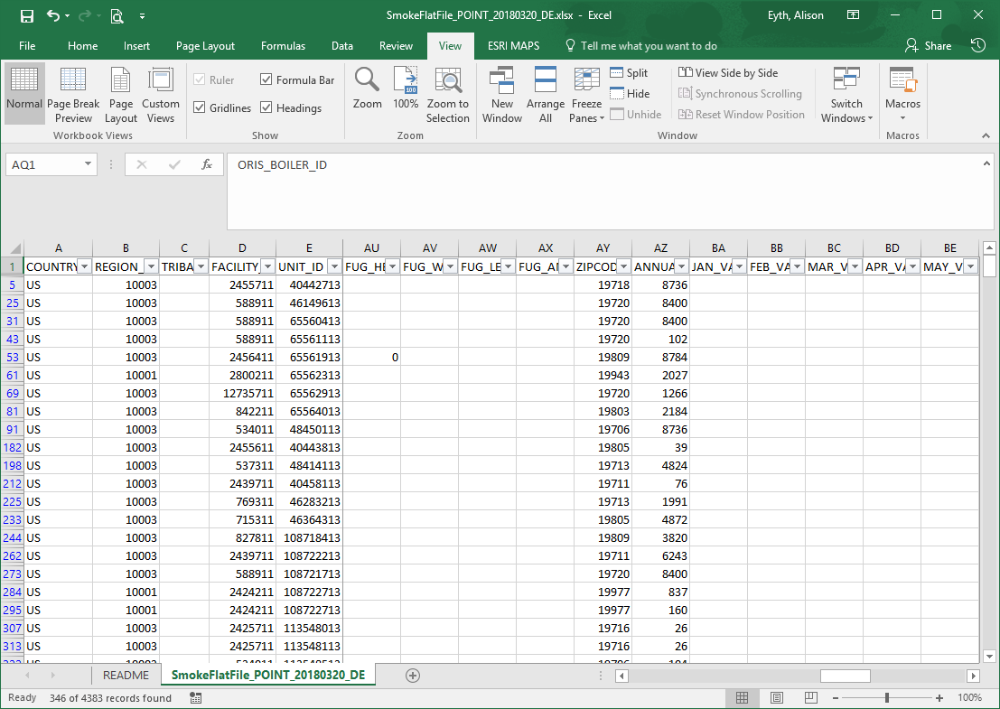 SmokeFlatFile_POINT_20180320_DE.xlsx - Excel Eyth, Alison
File Home Insert Page Layout Formulas Data Review View ESRI MAPS Tell me what you want to do Share
Normal Page Break Preview Page Layout Custom Views
Workbook Views
Ruler Formula Bar
Gridlines Headings
Show
Zoom 100% Zoom to Selection
Zoom
New Window Arrange All Freeze Panes
Split
Hide
Unhide
View Side by Side
Synchronous Scrolling
Reset Window Position
Switch Windows
Window
Macros
Macros
AQ1 fx ORIS_BOILER_ID
A B C D E AU AV AW AX AY AZ BA BB BC BD BE
1 COUNTRY REGION_ TRIBA FACILITY_ UNIT_ID FUG_HE FUG_W FUG_LE FUG_AN ZIPCOD ANNUA JAN_VA FEB_VA MAR_V APR_VA MAY_V
5 US 10003 2455711 40442713 19718 8736
25 US 10003 588911 46149613 19720 8400
31 US 10003 588911 65560413 19720 8400
43 US 10003 588911 65561113 19720 102
53 US 10003 2456411 65561913 0 19809 8784
61 US 10001 2800211 65562313 19943 2027
69 US 10003 12735711 65562913 19720 1266
81 US 10003 842211 65564013 19803 2184
91 US 10003 534011 48450113 19706 8736
182 US 10003 2455611 40443813 19805 39
198 US 10003 537311 48414113 19713 4824
212 US 10003 2439711 40458113 19711 76
225 US 10003 769311 46283213 19713 1991
233 US 10003 715311 46364313 19805 4872
244 US 10003 827811 108718413 19809 3820
262 US 10003 2439711 108722213 19711 6243
273 US 10003 588911 108721713 19720 8400
284 US 10001 2424211 108722713 19977 837
295 US 10001 2424211 108722713 19977 160
307 US 10003 2425711 113548013 19716 26
313 US 10003 2425711 113548113 19716 26
README SmokeFlatFile_POINT_20180320_DE
Ready 346 of 4383 records found 100%